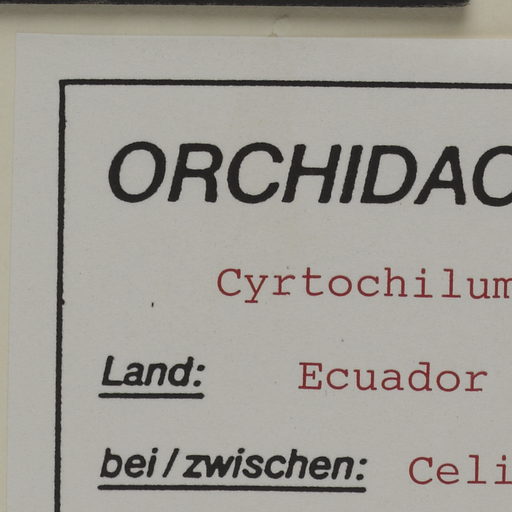 ORCHIDAC
Cyrtochilum
Land: Ecuador
bei/zwischen: Celi